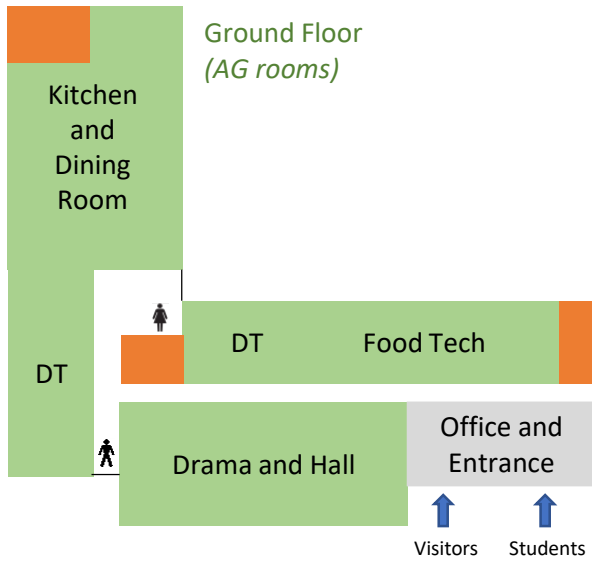 Ground Floor
(AG rooms)
Kitchen
and
Dining
Room
DT
DT
Food Tech
Drama and Hall
Office and
Entrance
Visitors
Students